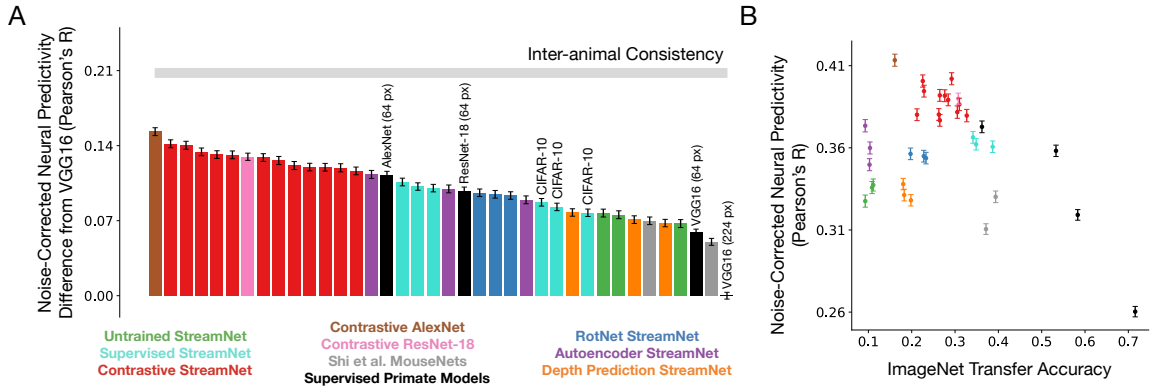 A
Noise-Corrected Neural Predictivity
Difference from VGG16 (Pearson's R)
0.21
0.14
0.07
0.00
Inter-animal Consistency
AlexNet (64 px)
ResNet-18 (64 px)
CIFAR-10
CIFAR-10
CIFAR-10
VGG16 (64 px)
VGG16 (224 px)
Untrained StreamNet
Supervised StreamNet
Contrastive StreamNet
Contrastive AlexNet
Contrastive ResNet-18
Shi et al. MouseNets
Supervised Primate Models
RotNet StreamNet
Autoencoder StreamNet
Depth Prediction StreamNet
B
Noise-Corrected Neural Predictivity
(Pearson's R)
0.41
0.36
0.31
0.26
0.1 0.2 0.3 0.4 0.5 0.6 0.7
ImageNet Transfer Accuracy